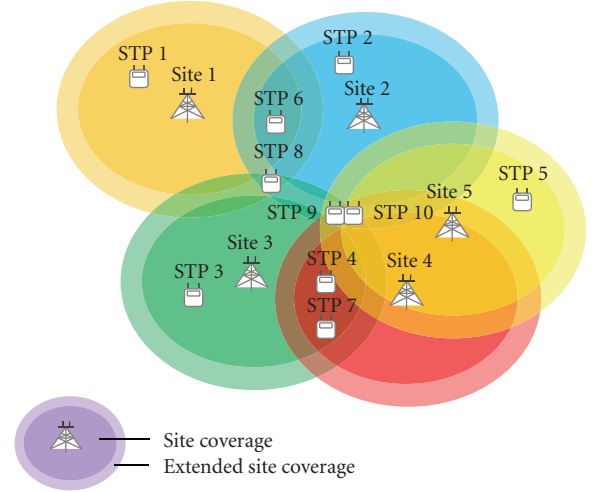 STP 1
STP 2
Site 1
Site 2
STP 6
STP 8
STP 5
Site 5
STP 9
STP 10
Site 3
STP 4
Site 4
STP 3
STP 7
Site coverage
Extended site coverage